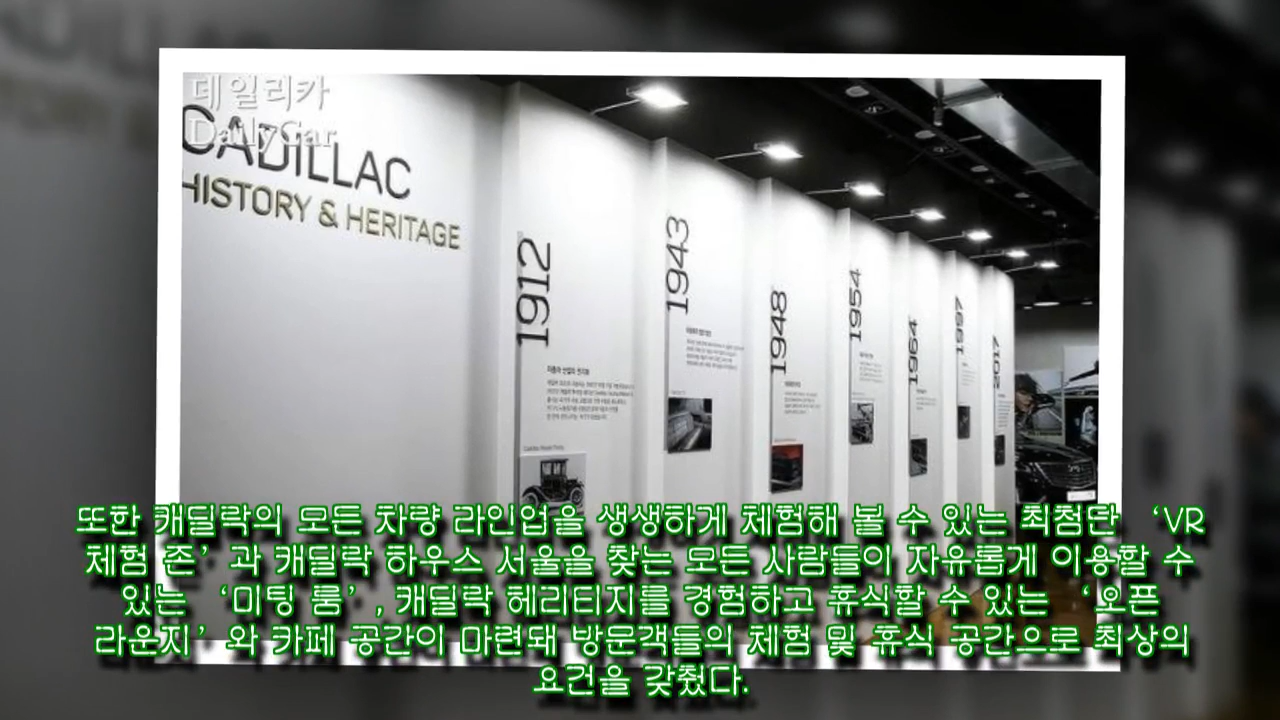 데일리카
DailyCar
CADILLAC
HISTORY & HERITAGE
1912
1943
1948
1954
1964
1997
2017
또한 캐딜락의 모든 차량 라인업을 생생하게 체험해 볼 수 있는 최첨단 ‘VR
체험 존’과 캐딜락 하우스 서울을 찾는 모든 사람들이 자유롭게 이용할 수
있는 ‘미팅 룸’, 캐딜락 헤리티지를 경험하고 휴식할 수 있는 ‘오픈
라운지’와 카페 공간이 마련돼 방문객들의 체험 및 휴식 공간으로 최상의
요건을 갖췄다.